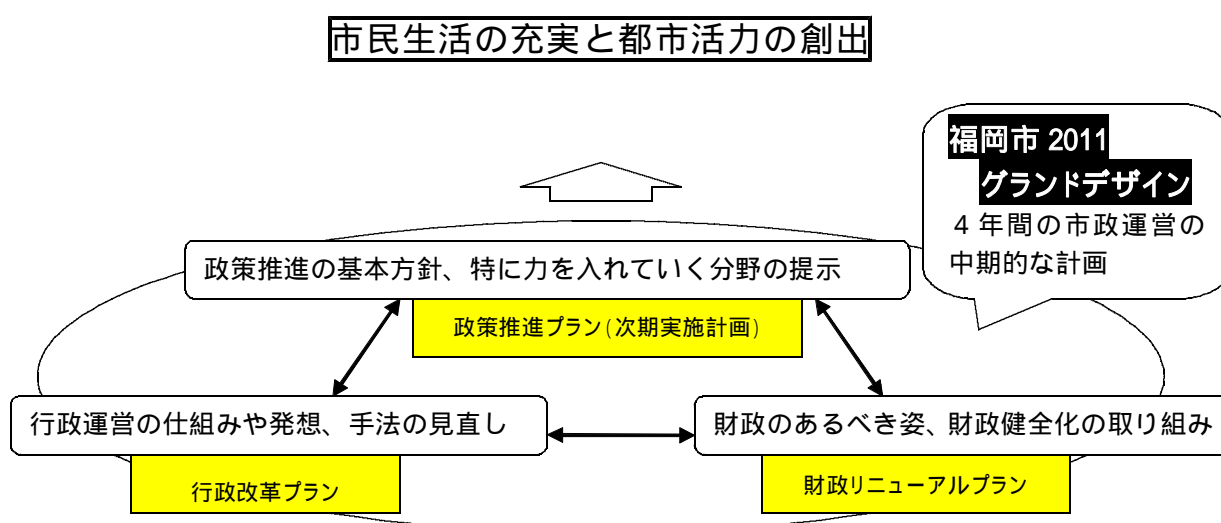 市民生活の充実と都市活力の創出
福岡市 2011
グランドデザイン
４年間の市政運営の
中期的な計画
政策推進の基本方針、特に力を入れていく分野の提示
政策推進プラン(次期実施計画)
行政運営の仕組みや発想、手法の見直し
行政改革プラン
財政のあるべき姿、財政健全化の取り組み
財政リニューアルプラン